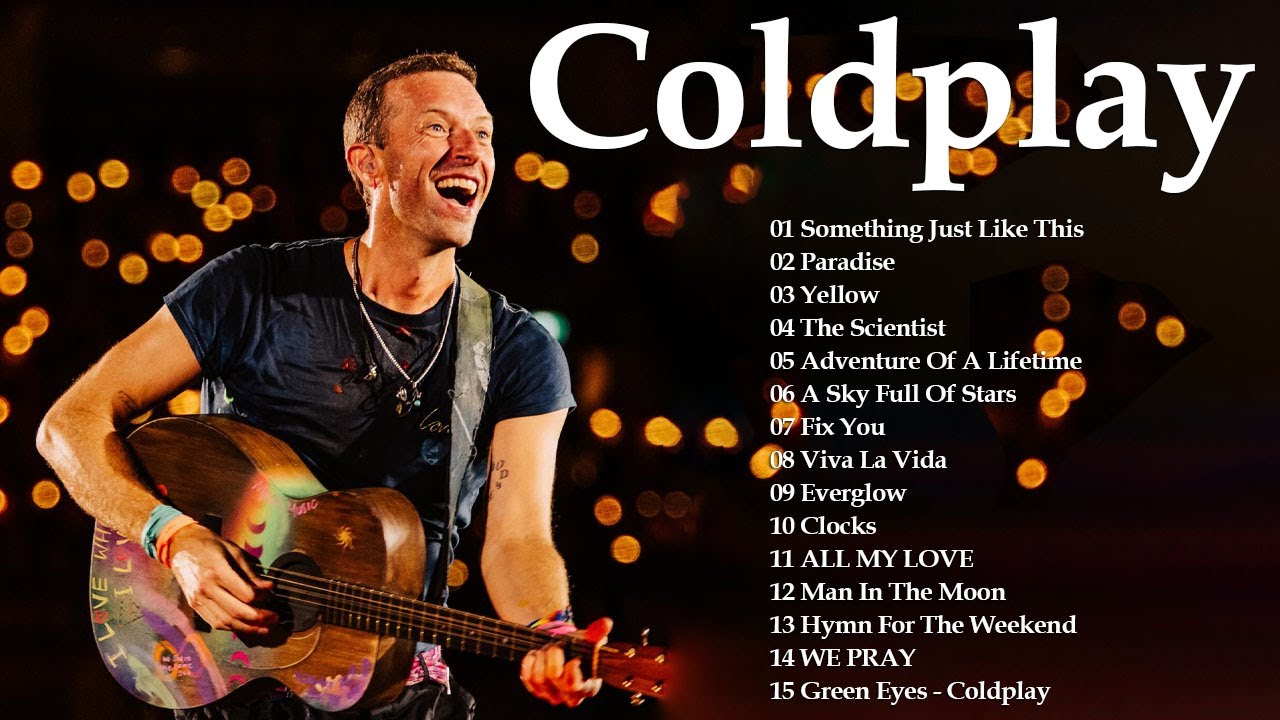 Coldplay
01 Something Just Like This
02 Paradise
03 Yellow
04 The Scientist
05 Adventure Of A Lifetime
06 A Sky Full Of Stars
07 Fix You
08 Viva La Vida
09 Everglow
10 Clocks
11 ALL MY LOVE
12 Man In The Moon
13 Hymn For The Weekend
14 WE PRAY
15 Green Eyes - Coldplay
I LOVE WH